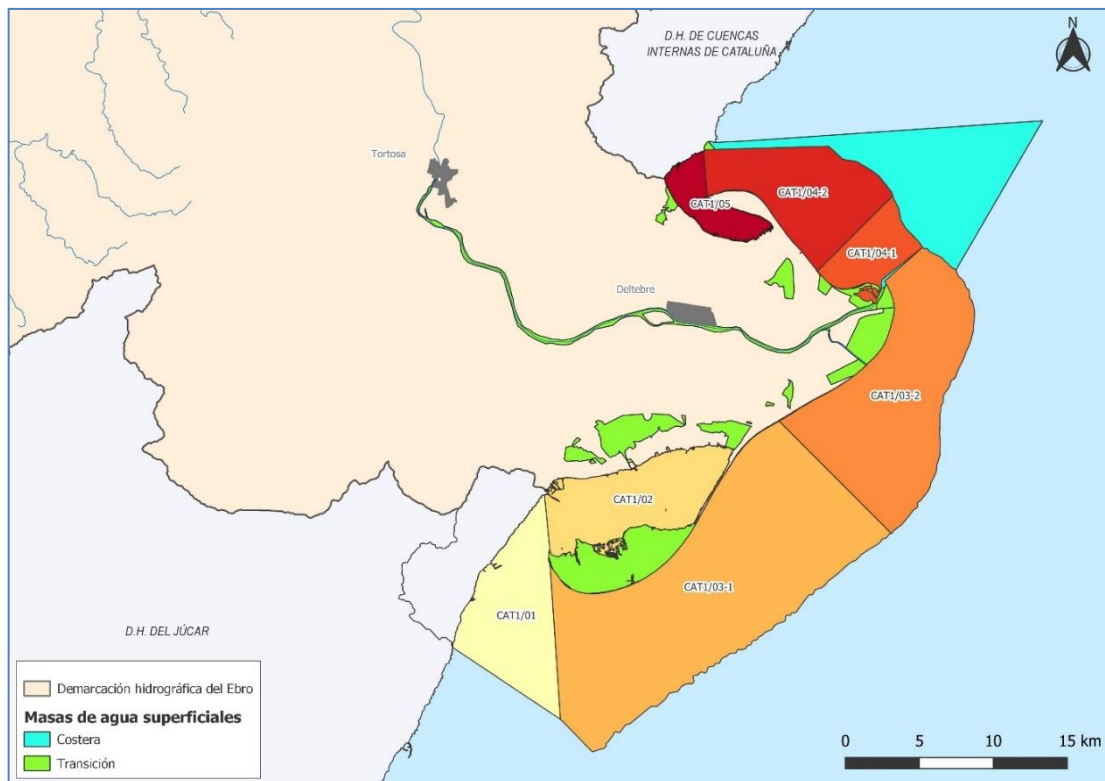 D.H. DE CUENCAS
INTERNAS DE CATALUÑA
N
Tortosa
CAT1/05
CAT1/04-2
CAT1/04-1
Deltebre
CAT1/03-2
CAT1/02
CAT1/03-1
CAT1/01
D.H. DEL JÚCAR
Demarcación hidrográfica del Ebro
Masas de agua superficiales
Costera
Transición
0 5 10 15 km